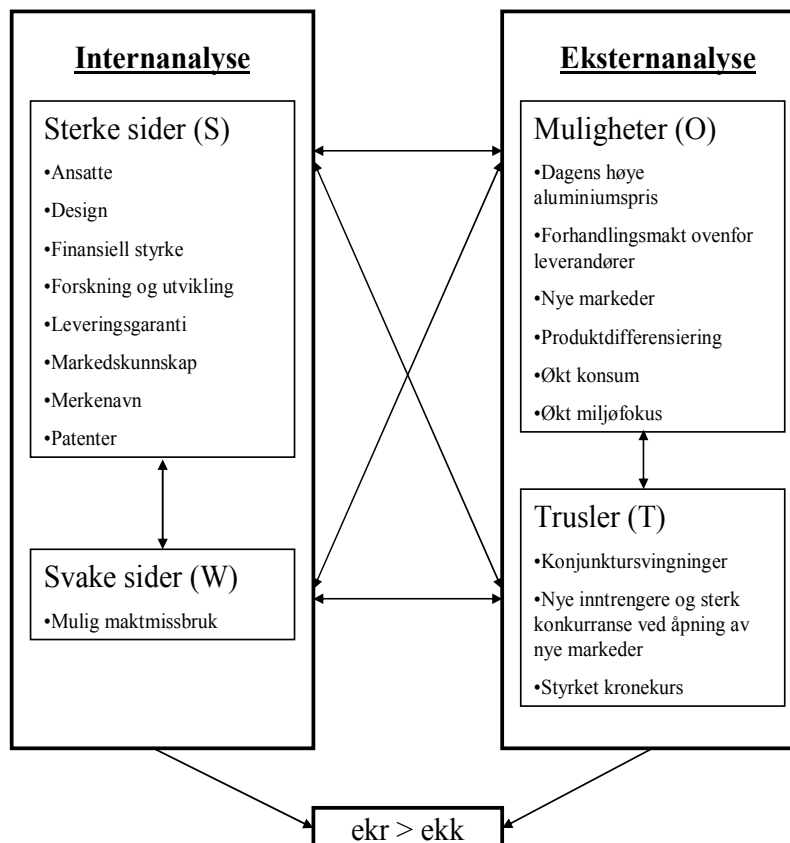 Internanalyse
Sterke sider (S)
•Ansatte
•Design
•Finansiell styrke
•Forskning og utvikling
•Leveringsgaranti
•Markedskunnskap
•Merkenavn
•Patenter
Svake sider (W)
•Mulig maktmissbruk
Eksternanalyse
Muligheter (O)
•Dagens høye
aluminiumspris
•Forhandlingsmakt ovenfor
leverandører
•Nye markeder
•Produktdifferensiering
•Økt konsum
•Økt miljøfokus
Trusler (T)
•Konjunktursvingninger
•Nye inntrengere og sterk
konkurranse ved åpning av
nye markeder
•Styrket kronekurs
ekr > ekk